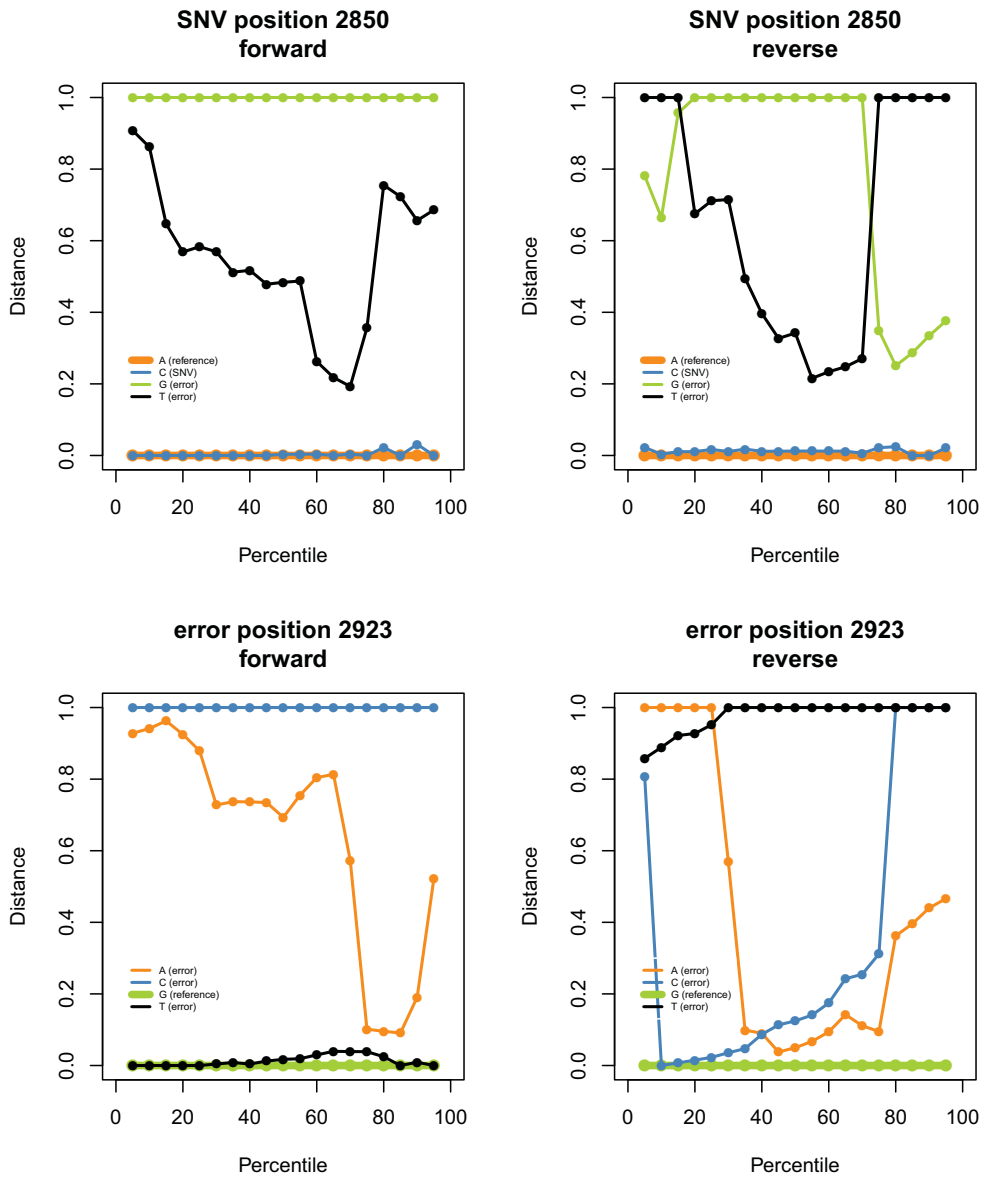 SNV position 2850
forward
1.0
0.8
0.6
0.4
0.2
0.0
Distance
A (reference)
C (SNV)
G (error)
T (error)
0 20 40 60 80 100
Percentile
SNV position 2850
reverse
1.0
0.8
0.6
0.4
0.2
0.0
Distance
A (reference)
C (SNV)
G (error)
T (error)
0 20 40 60 80 100
Percentile
error position 2923
forward
1.0
0.8
0.6
0.4
0.2
0.0
Distance
A (error)
C (error)
G (reference)
T (error)
0 20 40 60 80 100
Percentile
error position 2923
reverse
1.0
0.8
0.6
0.4
0.2
0.0
Distance
A (error)
C (error)
G (reference)
T (error)
0 20 40 60 80 100
Percentile